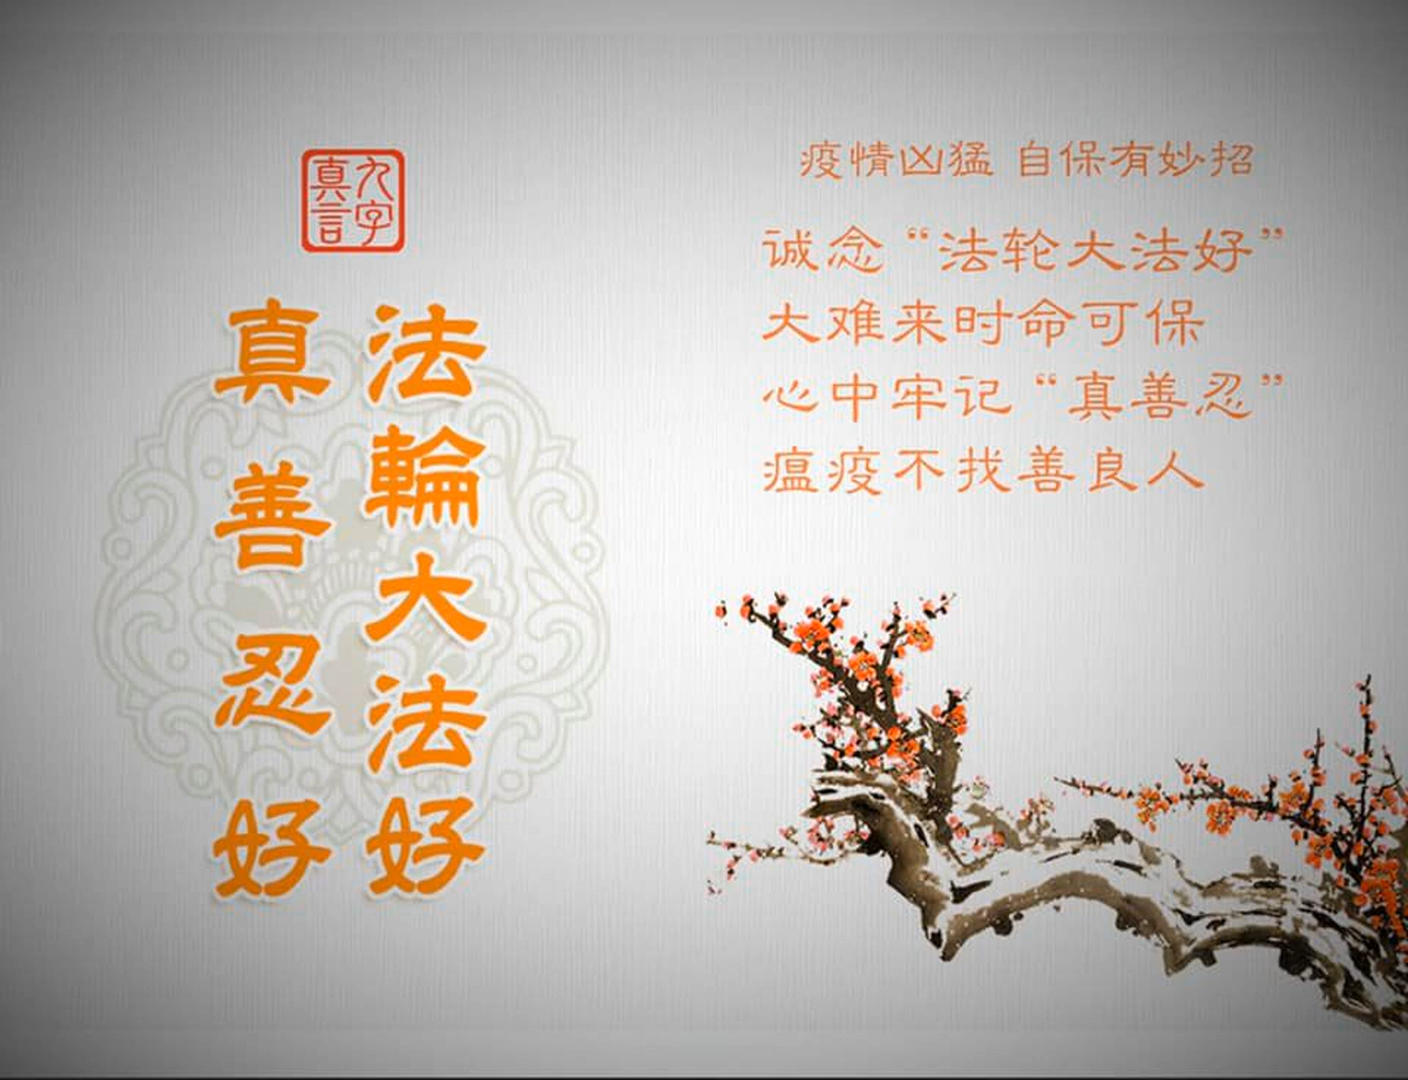 九字
真言
法輪大法好
真善忍好
疫情凶猛 自保有妙招
诚念“法轮大法好”
大难来时命可保
心中牢记“真善忍”
瘟疫不找善良人